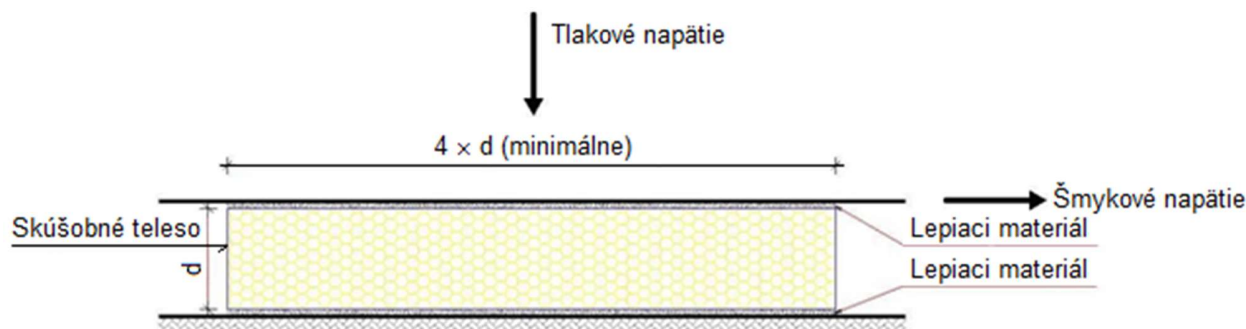 Tlakové napätie
4 × d (minimálne)
Šmykové napätie
Skúšobné teleso
d
Lepiaci materiál
Lepiaci materiál